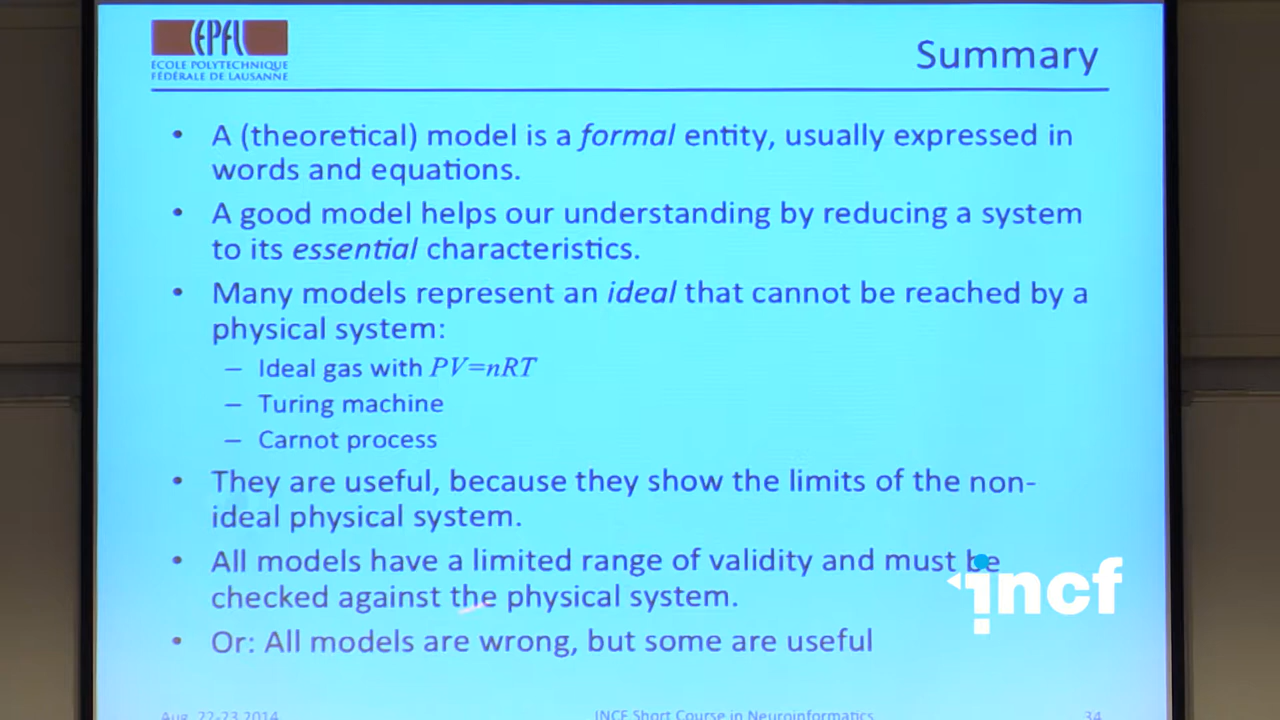 EPFL
ÉCOLE POLYTECHNIQUE
FÉDÉRALE DE LAUSANNE
Summary
• A (theoretical) model is a formal entity, usually expressed in
words and equations.
• A good model helps our understanding by reducing a system
to its essential characteristics.
• Many models represent an ideal that cannot be reached by a
physical system:
– Ideal gas with PV=nRT
– Turing machine
– Carnot process
• They are useful, because they show the limits of the non-
ideal physical system.
• All models have a limited range of validity and must be
checked against the physical system.
• Or: All models are wrong, but some are useful
incf
Aug. 22-23 2014
INCF Short Course in Neuroinformatics
34